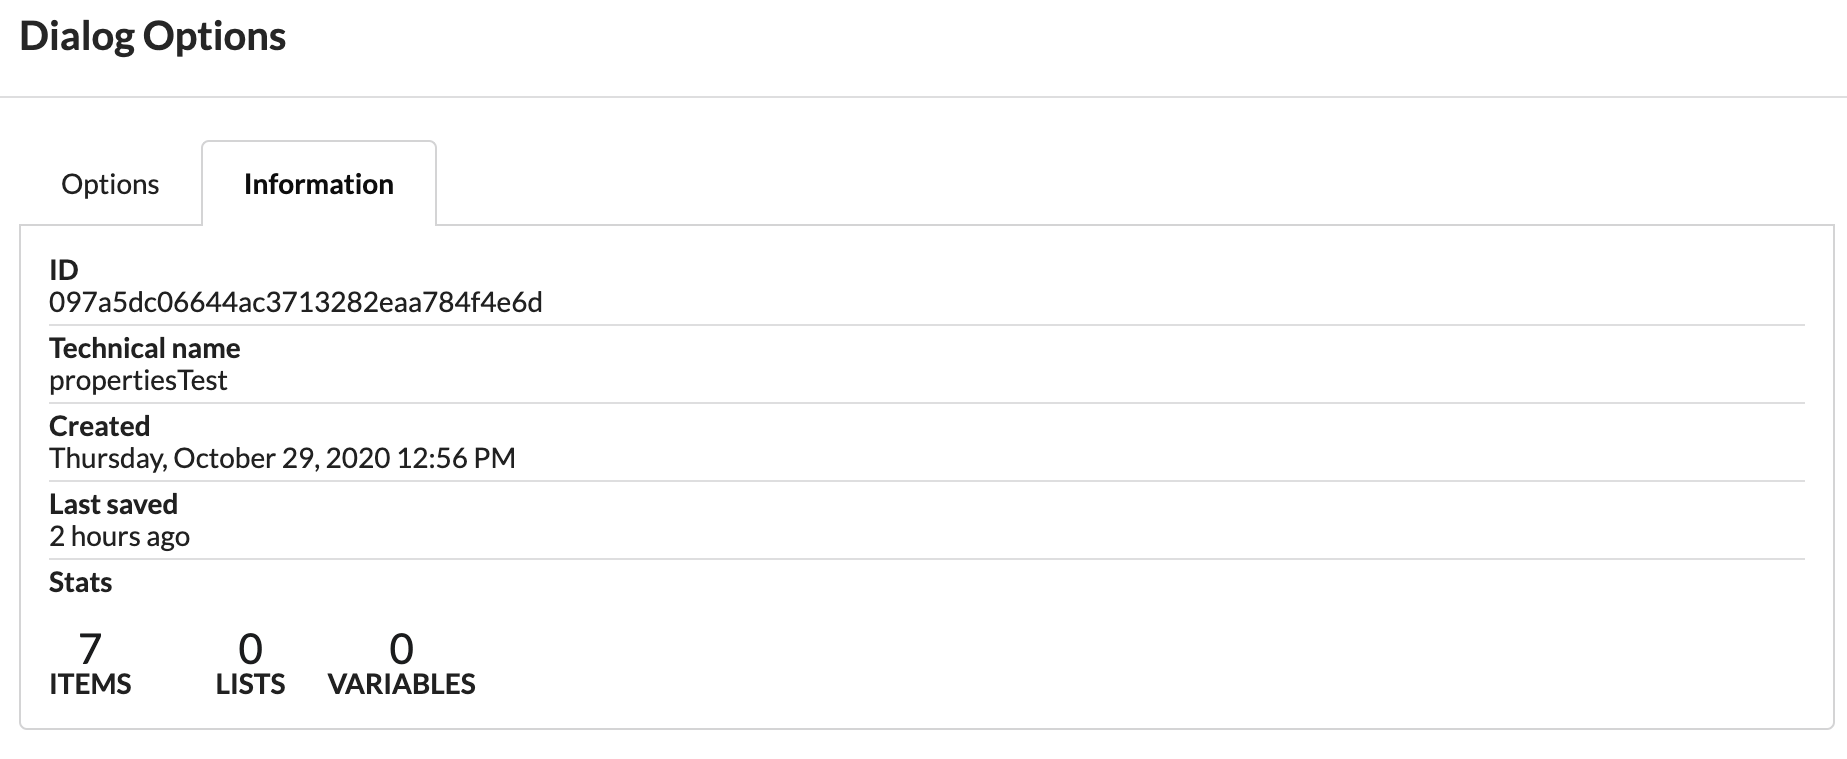 Dialog Options
Options
Information
ID
097a5dc06644ac3713282eaa784f4e6d
Technical name
propertiesTest
Created
Thursday, October 29, 2020 12:56 PM
Last saved
2 hours ago
Stats
7 0 0
ITEMS LISTS VARIABLES